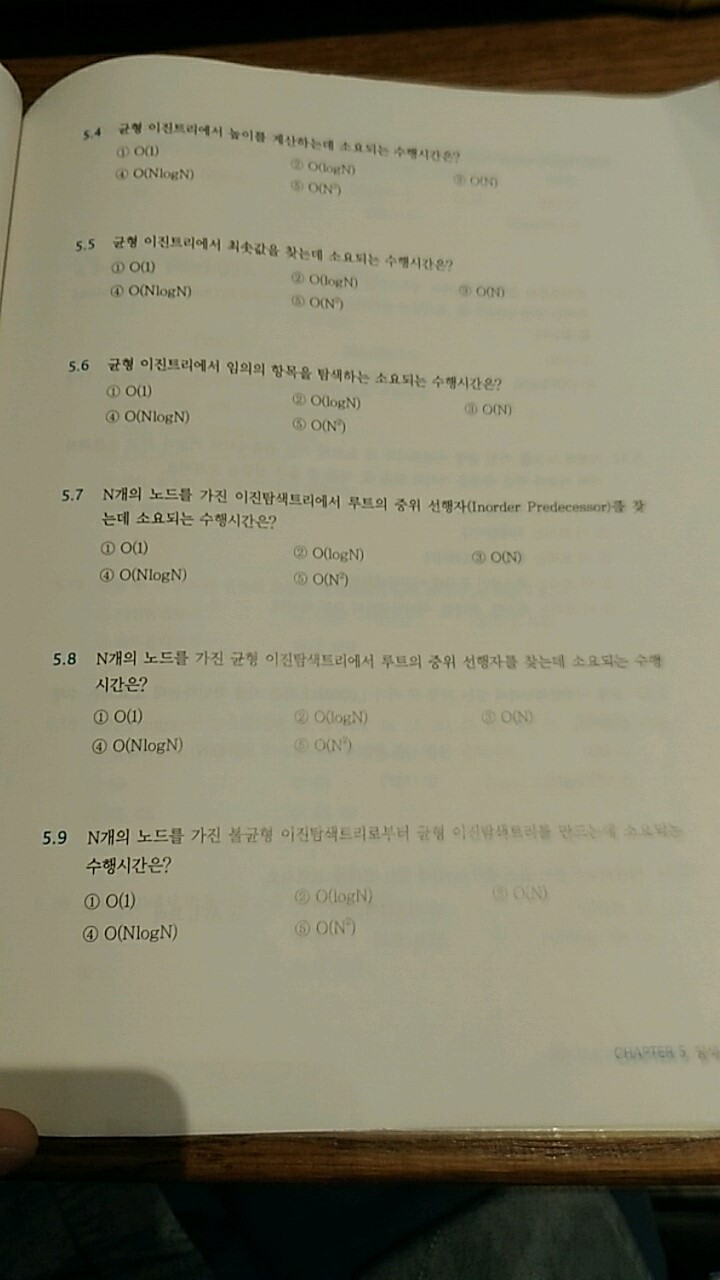 5.4 균형 이진트리에서 높이를 계산하는데 소요되는 수행시간은?
① O(1) ② O(logN) ③ O(N)
④ O(NlogN) ⑤ O(N²)
5.5 균형 이진트리에서 최솟값을 찾는데 소요되는 수행시간은?
① O(1) ② O(logN) ③ O(N)
④ O(NlogN) ⑤ O(N²)
5.6 균형 이진트리에서 임의의 항목을 탐색하는 소요되는 수행시간은?
① O(1) ② O(logN) ③ O(N)
④ O(NlogN) ⑤ O(N²)
5.7 N개의 노드를 가진 이진탐색트리에서 루트의 중위 선행자(Inorder Predecessor)를 찾
는데 소요되는 수행시간은?
① O(1) ② O(logN) ③ O(N)
④ O(NlogN) ⑤ O(N²)
5.8 N개의 노드를 가진 균형 이진탐색트리에서 루트의 중위 선행자를 찾는데 소요되는 수행
시간은?
① O(1) ② O(logN) ③ O(N)
④ O(NlogN) ⑤ O(N²)
5.9 N개의 노드를 가진 불균형 이진탐색트리로부터 균형 이진탐색트리를 만드는데 소요되는
수행시간은?
① O(1) ② O(logN) ③ O(N)
④ O(NlogN) ⑤ O(N²)
CHAPTER 5